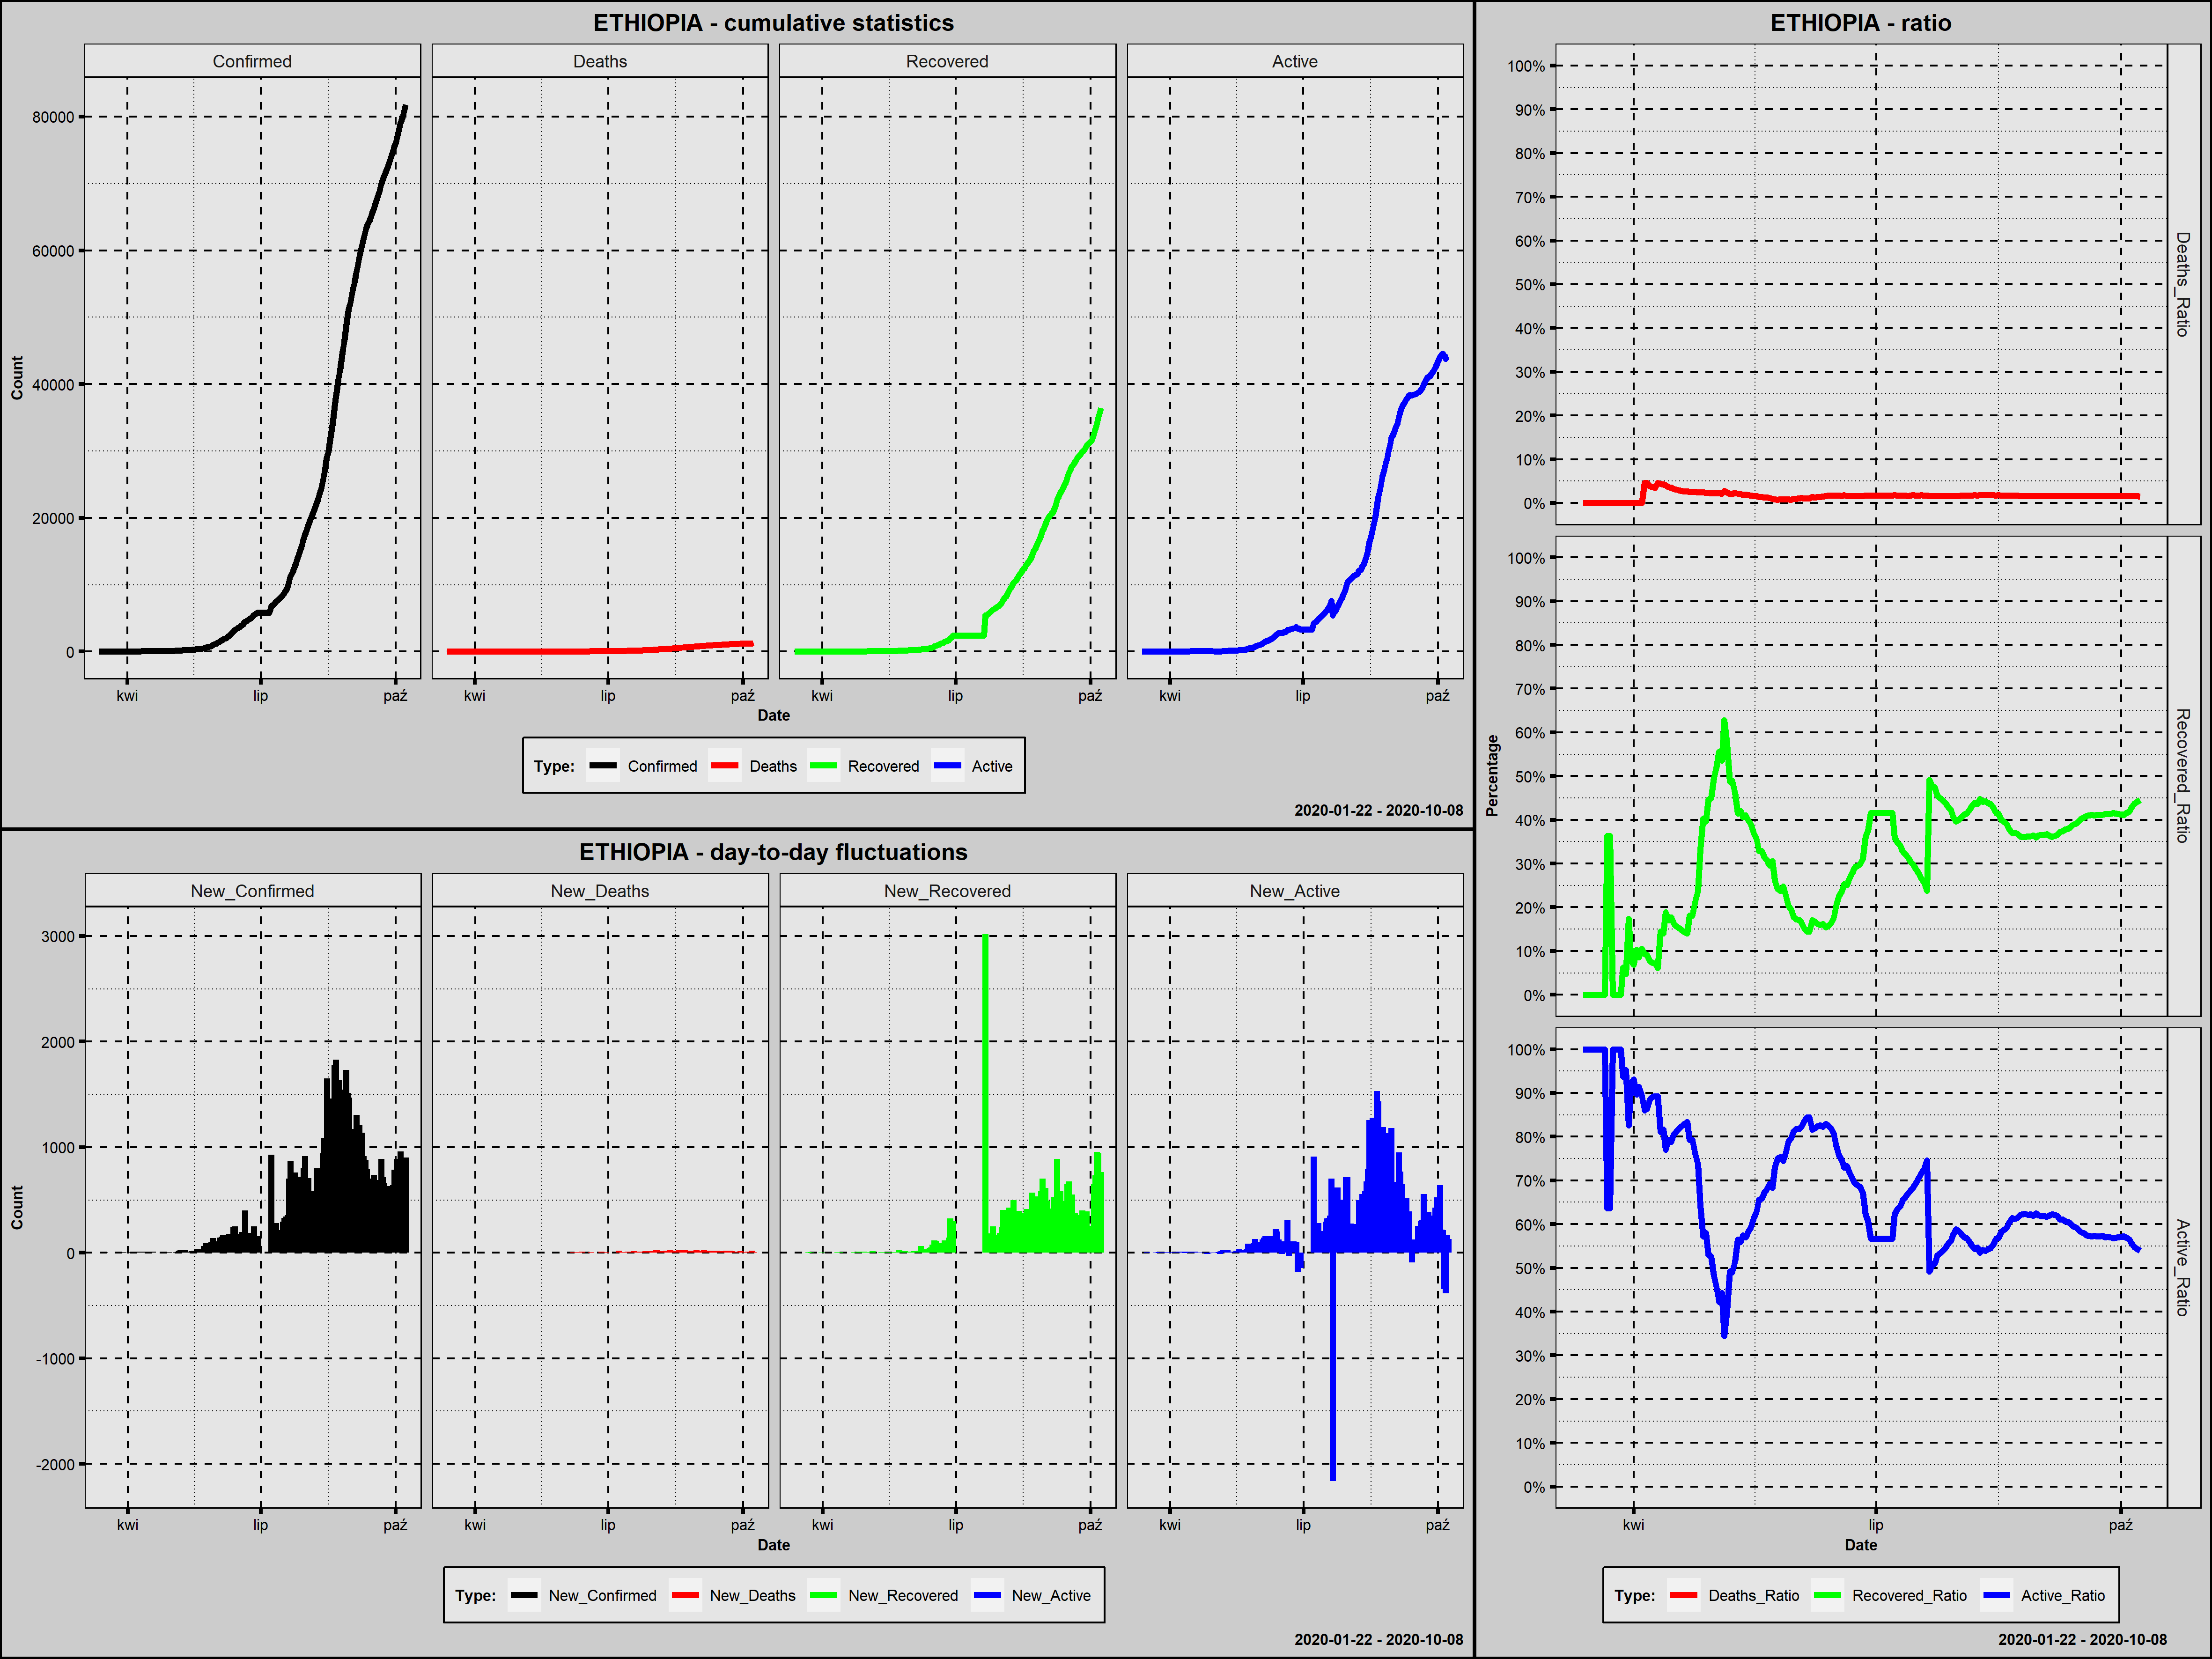 ETHIOPIA - cumulative statistics
Confirmed Deaths Recovered Active
80000
60000
40000
20000
0
Count
kwi lip paź kwi lip paź kwi lip paź kwi lip paź
Date
Type: Confirmed Deaths Recovered Active
2020-01-22 - 2020-10-08
ETHIOPIA - day-to-day fluctuations
New_Confirmed New_Deaths New_Recovered New_Active
3000
2000
1000
0
-1000
-2000
Count
kwi lip paź kwi lip paź kwi lip paź kwi lip paź
Date
Type: New_Confirmed New_Deaths New_Recovered New_Active
2020-01-22 - 2020-10-08
ETHIOPIA - ratio
100%
90%
80%
70%
60%
50%
40%
30%
20%
10%
0%
Deaths_Ratio
100%
90%
80%
70%
60%
50%
40%
30%
20%
10%
0%
Recovered_Ratio
Percentage
100%
90%
80%
70%
60%
50%
40%
30%
20%
10%
0%
Active_Ratio
kwi lip paź
Date
Type: Deaths_Ratio Recovered_Ratio Active_Ratio
2020-01-22 - 2020-10-08